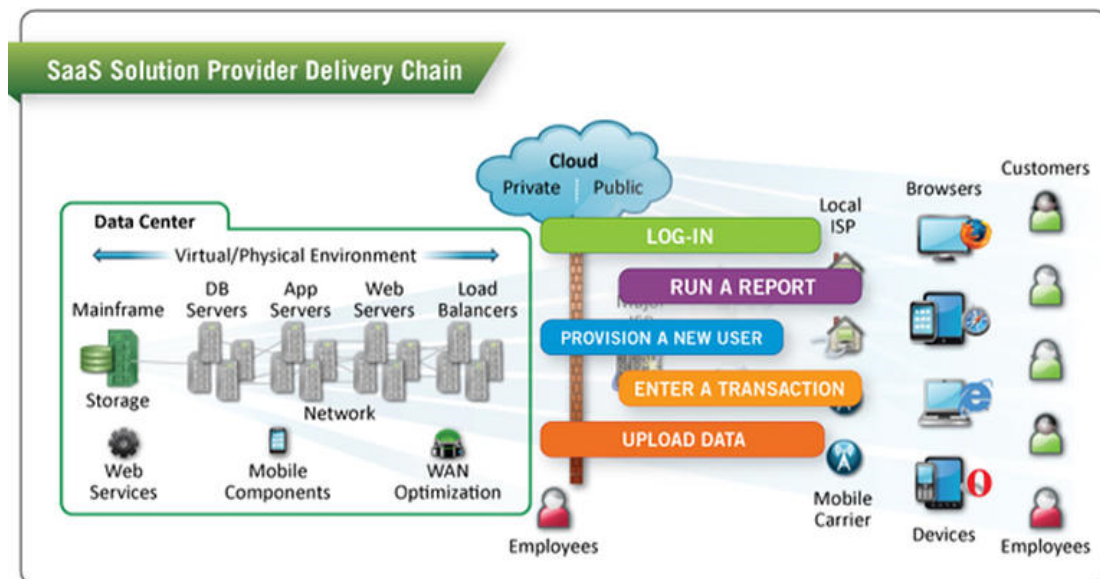 SaaS Solution Provider Delivery Chain
Cloud
Private Public
Customers
Browsers
Local
ISP
Data Center
Virtual/Physical Environment
LOG-IN
RUN A REPORT
PROVISION A NEW USER
ENTER A TRANSACTION
UPLOAD DATA
Mainframe
DB
Servers
App
Servers
Web
Servers
Load
Balancers
Storage
Network
Web
Services
Mobile
Components
WAN
Optimization
Mobile
Carrier
Devices
Employees
Employees